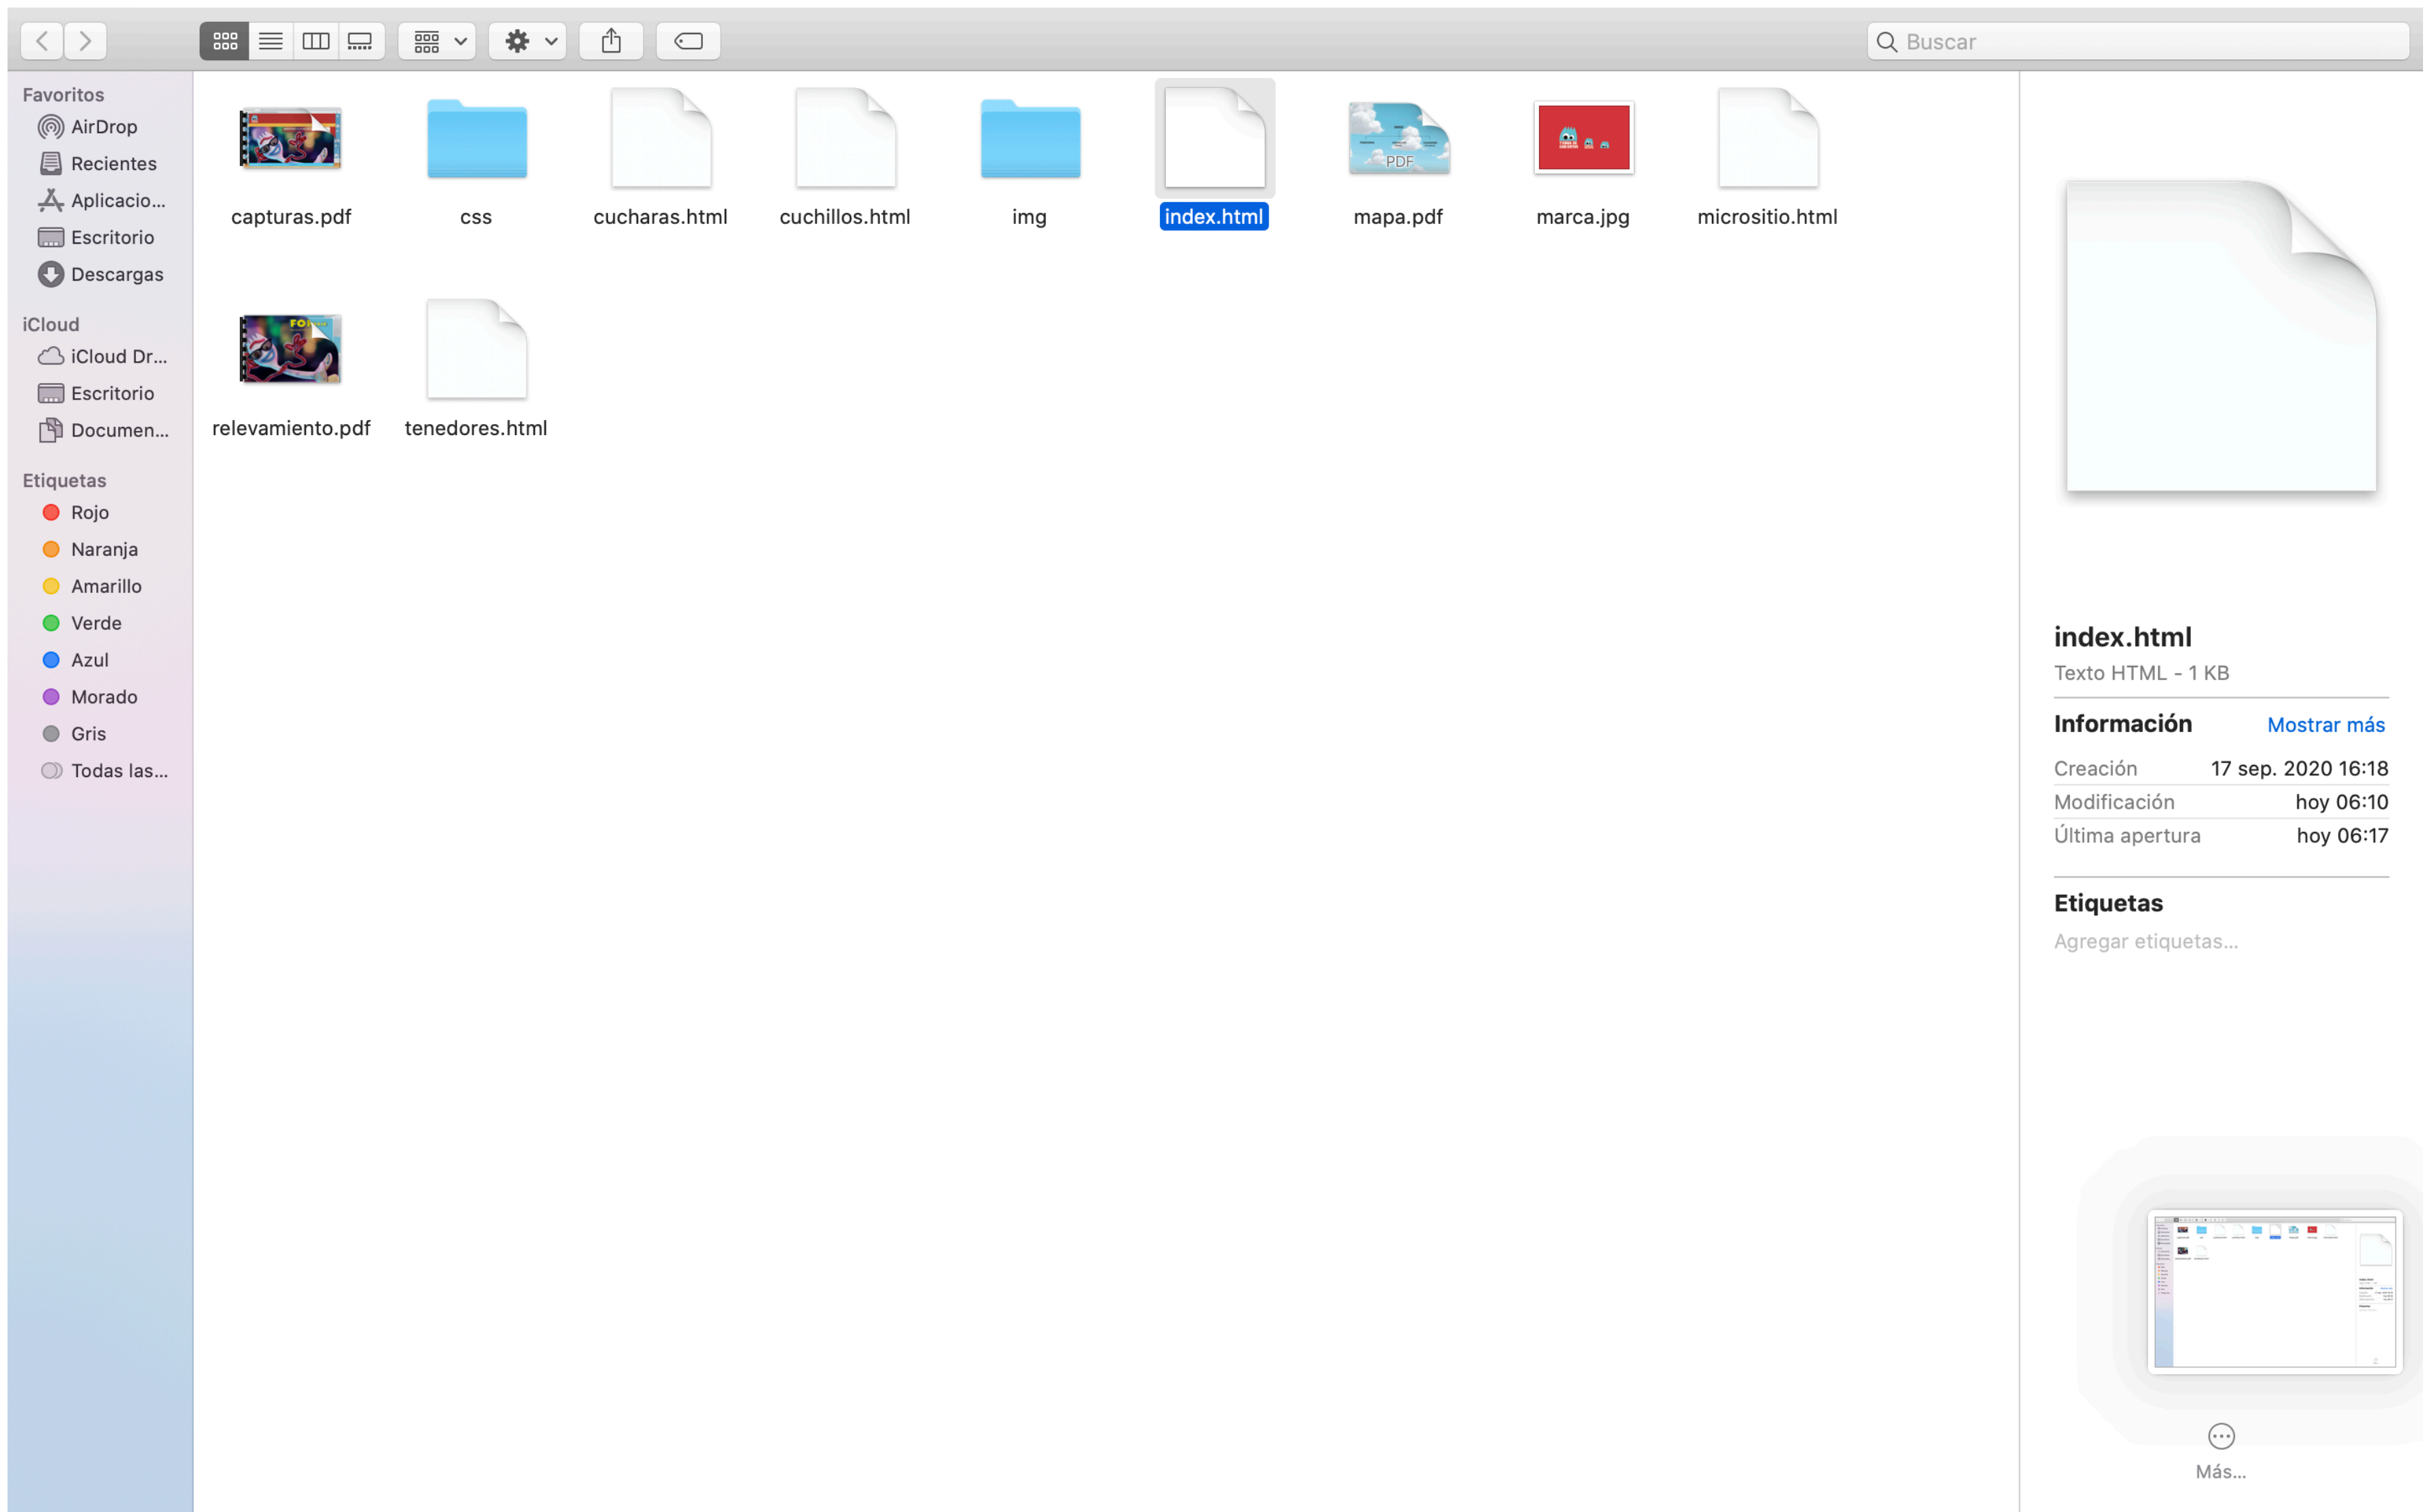 Buscar
Favoritos
AirDrop
Recientes
Aplicacio...
Escritorio
Descargas
iCloud
iCloud Dr...
Escritorio
Documen...
Etiquetas
Rojo
Naranja
Amarillo
Verde
Azul
Morado
Gris
Todas las...
capturas.pdf
css
cucharas.html
cuchillos.html
img
index.html
PDF
mapa.pdf
marca.jpg
micrositio.html
relevamiento.pdf
tenedores.html
index.html
Texto HTML - 1 KB
Información Mostrar más
Creación 17 sep. 2020 16:18
Modificación hoy 06:10
Última apertura hoy 06:17
Etiquetas
Agregar etiquetas...
Más...